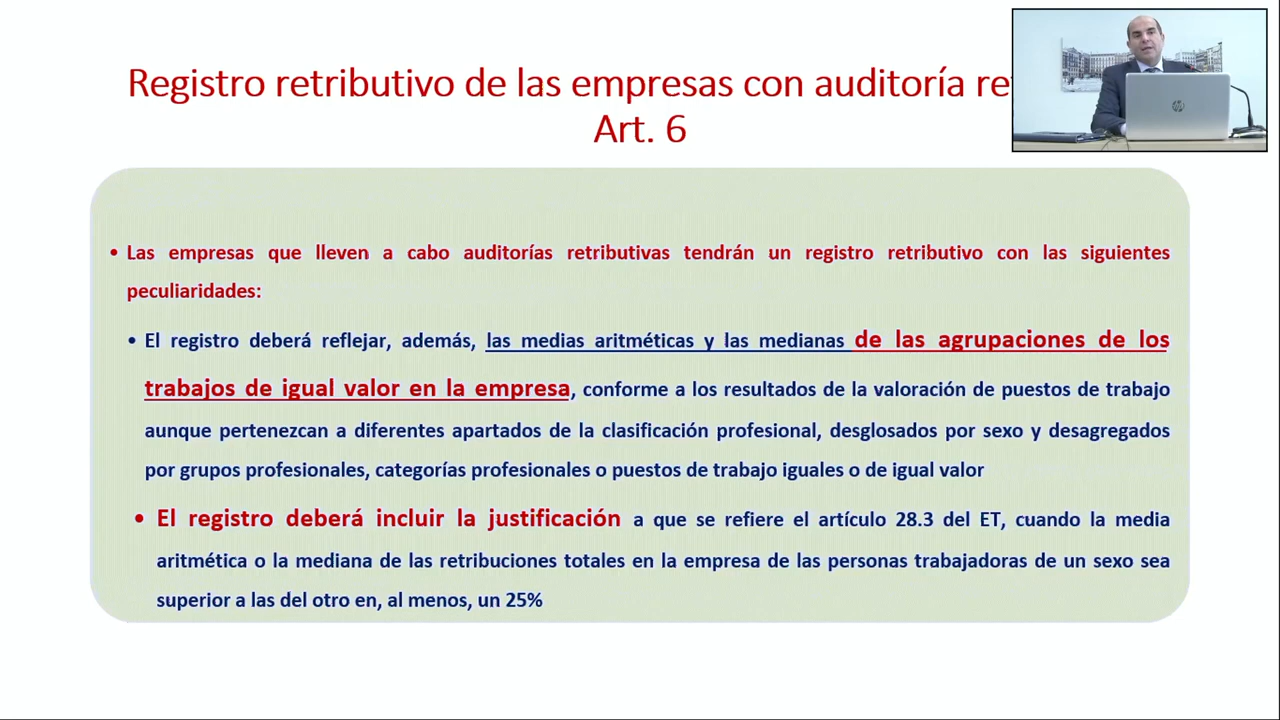 Registro retributivo de las empresas con auditoría
Art. 6
• Las empresas que lleven a cabo auditorías retributivas tendrán un registro retributivo con las siguientes
peculiaridades:
• El registro deberá reflejar, además, las medias aritméticas y las medianas de las agrupaciones de los
trabajos de igual valor en la empresa, conforme a los resultados de la valoración de puestos de trabajo
aunque pertenezcan a diferentes apartados de la clasificación profesional, desglosados por sexo y desagregados
por grupos profesionales, categorías profesionales o puestos de trabajo iguales o de igual valor
• El registro deberá incluir la justificación a que se refiere el artículo 28.3 del ET, cuando la media
aritmética o la mediana de las retribuciones totales en la empresa de las personas trabajadoras de un sexo sea
superior a las del otro en, al menos, un 25%
hp